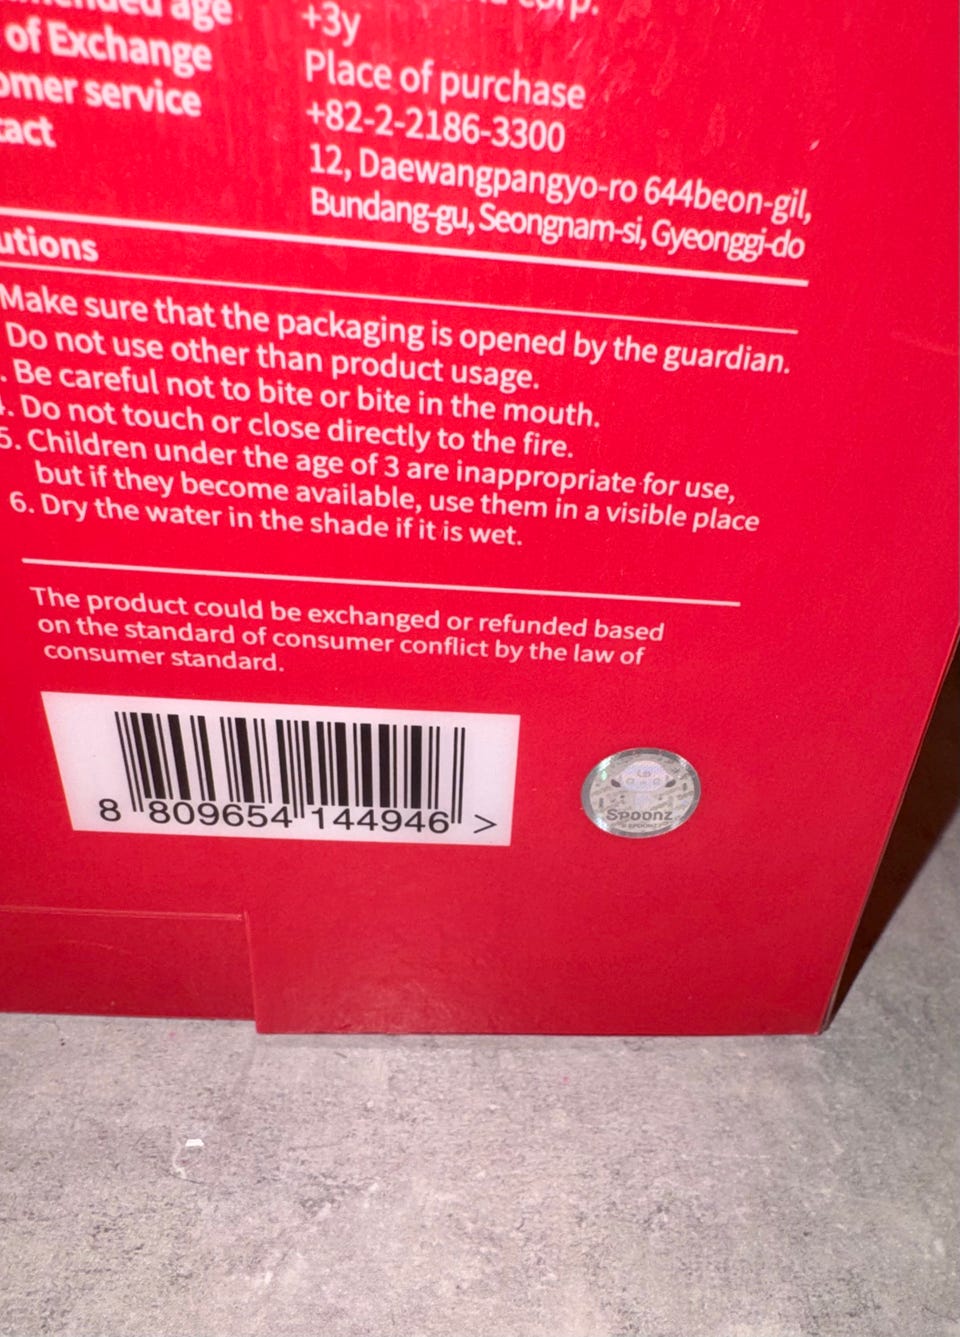 age
+3y
of Exchange
Place of purchase
service
+82-2-2186-3300
12, Daewangpangyo-ro 644beon-gil,
Bundang-gu, Seongnam-si, Gyeonggi-do
Make sure that the packaging is opened by the guardian.
Do not use other than product usage.
. Be careful not to bite or bite in the mouth.
. Do not touch or close directly to the fire.
5. Children under the age of 3 are inappropriate for use,
but if they become available, use them in a visible place
6. Dry the water in the shade if it is wet.
The product could be exchanged or refunded based
on the standard of consumer conflict by the law of
consumer standard.
8 809654 144946 >
Spoonz